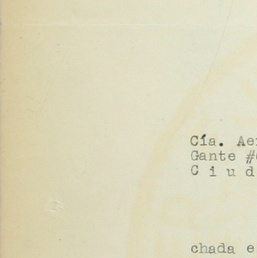 Cía. Ae
Gante #
C i u d
chada e